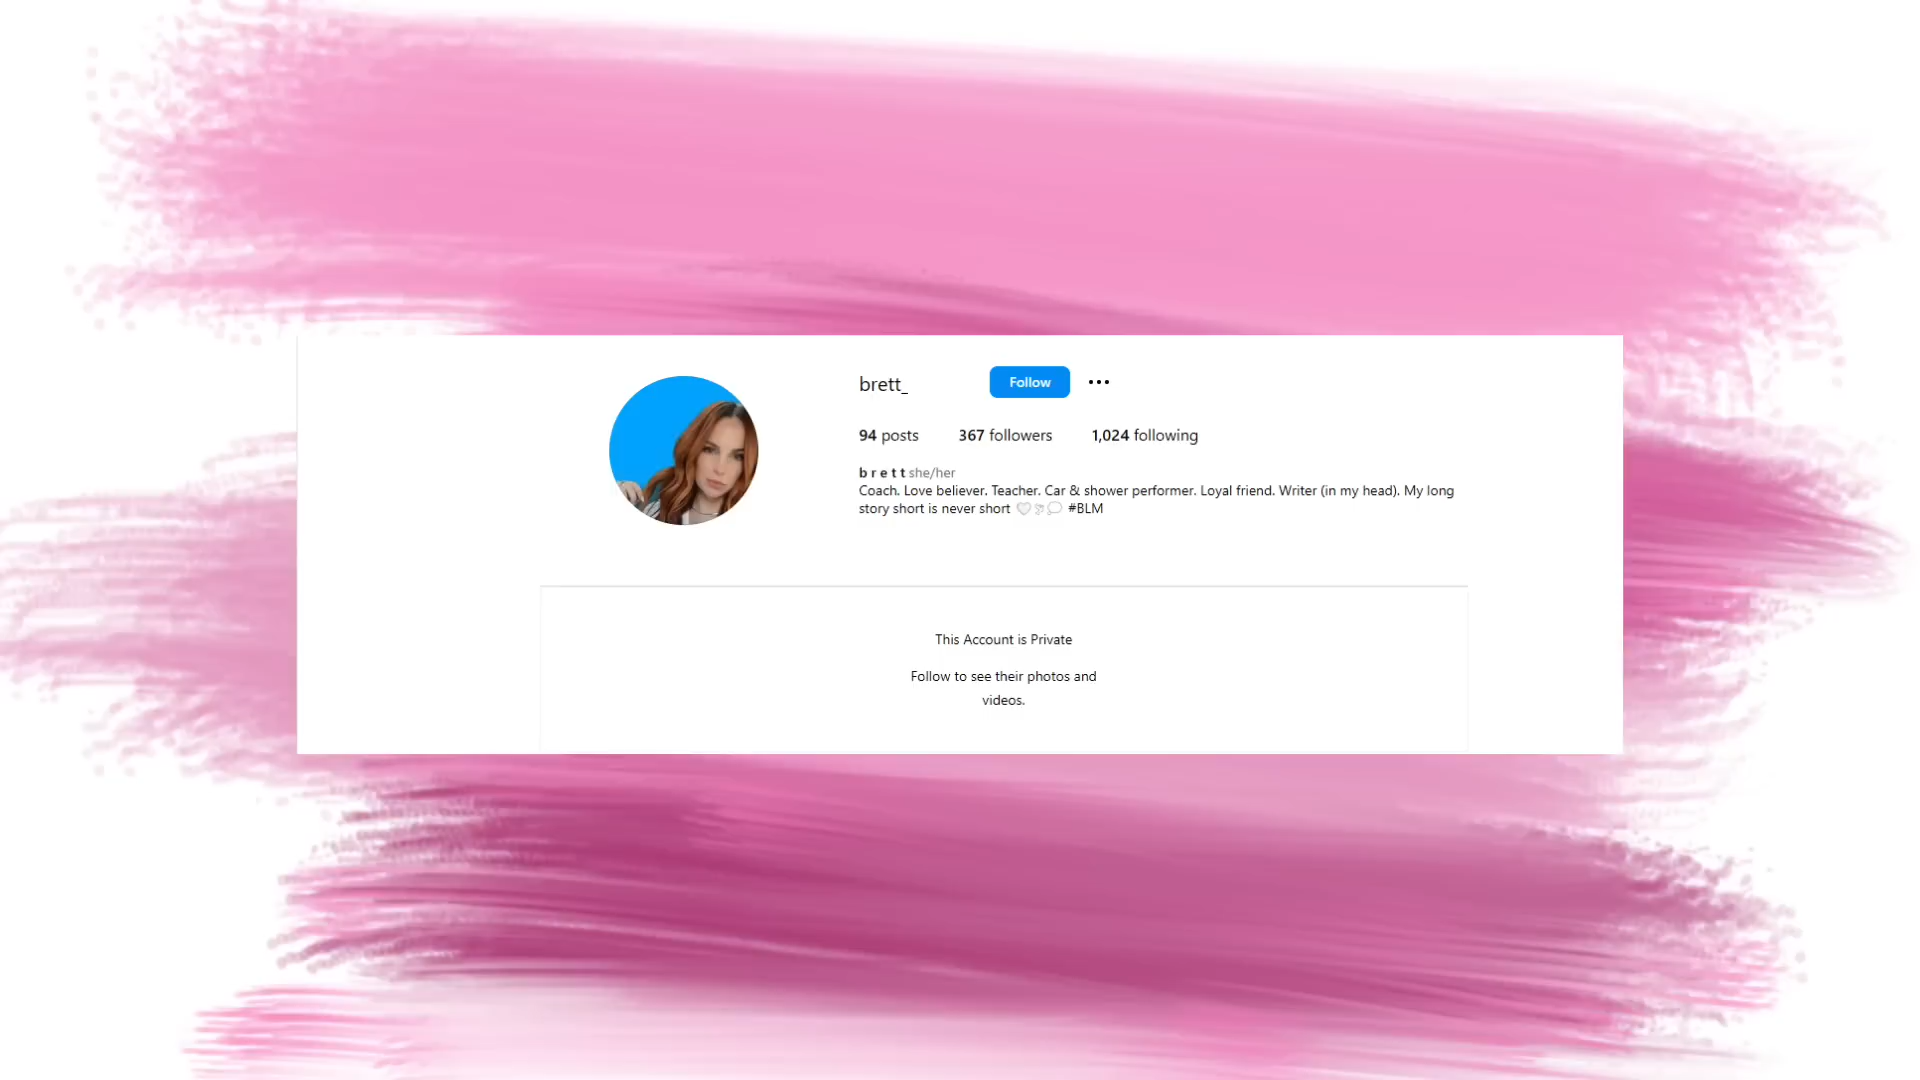 brett_ Follow
94 posts 367 followers 1,024 following
b r e t t she/her
Coach. Love believer. Teacher. Car & shower performer. Loyal friend. Writer (in my head). My long
story short is never short 🤍🕊💭 #BLM
This Account is Private
Follow to see their photos and
videos.